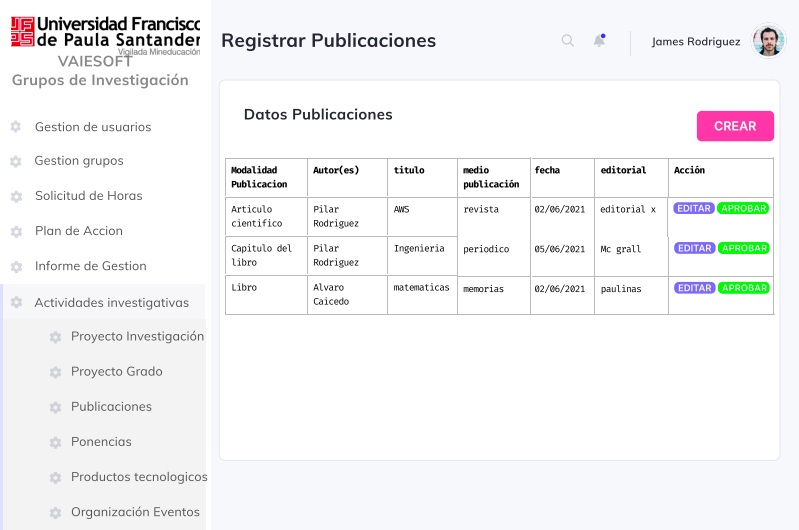 Universidad Francisco
de Paula Santander
Vigilada Mineducación
VAIESOFT
Grupos de Investigación
Gestion de usuarios
Gestion grupos
Solicitud de Horas
Plan de Accion
Informe de Gestion
Actividades investigativas
Proyecto Investigación
Proyecto Grado
Publicaciones
Ponencias
Productos tecnologicos
Organización Eventos
Registrar Publicaciones
James Rodriguez
Datos Publicaciones
CREAR
Modalidad Publicacion Autor(es) titulo medio publicación fecha editorial Acción
Articulo cientifico Pilar Rodriguez AWS revista 02/06/2021 editorial x EDITAR APROBAR
Capitulo del libro Pilar Rodriguez Ingenieria periodico 05/06/2021 Mc grall EDITAR APROBAR
Libro Alvaro Caicedo matematicas memorias 02/06/2021 paulinas EDITAR APROBAR